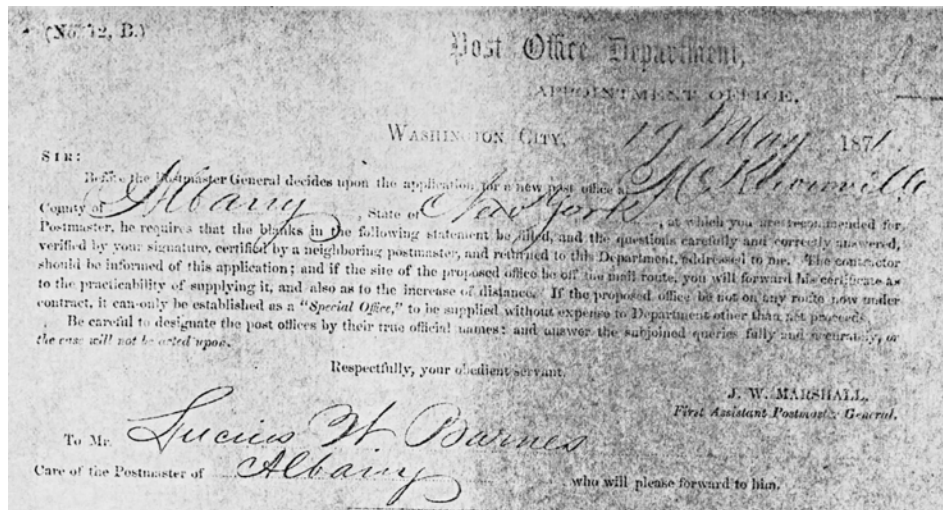 (No. 12, B.)
Post Office Department,
APPOINTMENT OFFICE.
WASHINGTON CITY, 19 May 1871.
SIR:
Before the Postmaster General decides upon the application for a new post office at McKownville
County of Albany, State of New York, at which you are recommended for
Postmaster, he requires that the blanks in the following statement be filled, and the questions carefully and correctly answered,
verified by your signature, certified by a neighboring postmaster, and returned to this Department, addressed to me. The contractor
should be informed of this application; and if the site of the proposed office be off the mail route, you will forward his certificate as
to the practicability of supplying it, and also as to the increase of distance. If the proposed office be not on any route now under
contract, it can only be established as a "Special Office," to be supplied without expense to Department other than net proceeds.
Be careful to designate the post offices by their true official names; and answer the subjoined queries fully and accurately, or
the case will not be acted upon.
Respectfully, your obedient servant,
J. W. MARSHALL,
First Assistant Postmaster General.
To Mr. Lucius W Barnes
Care of the Postmaster of Albany who will please forward to him.